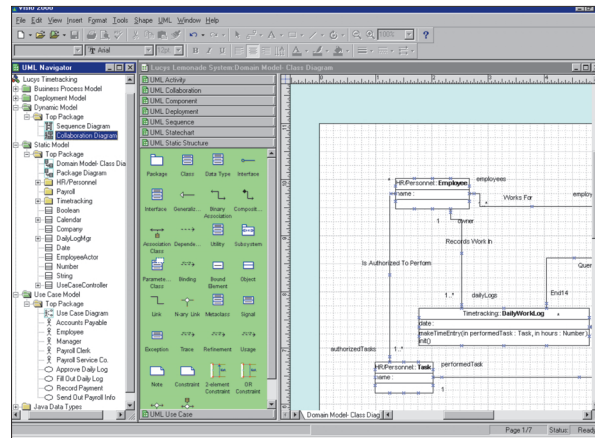 Visio 2000
File Edit View Insert Format Tools Shape UML Window Help
100%
Arial
12pt.
UML Navigator
Lucys Lemonade System:Domain Model- Class Diagram
Lucys Timetracking
Business Process Model
Deployment Model
Dynamic Model
Top Package
Sequence Diagram
Collaboration Diagram
Static Model
Top Package
Domain Model- Class Dia
Package Diagram
HR/Personnel
Payroll
Timetracking
Boolean
Calendar
Company
DailyLogMgr
Date
EmployeeActor
Number
String
UseCaseController
Use Case Model
Top Package
Use Case Diagram
Accounts Payable
Employee
Manager
Payroll Clerk
Payroll Service Co.
Approve Daily Log
Fill Out Daily Log
Record Payment
Send Out Payroll Info
Java Data Types
UML Activity
UML Collaboration
UML Component
UML Deployment
UML Sequence
UML Statechart
UML Static Structure
Package Class Data Type Interface
Interface Generaliz... Binary Association Composit...
Association Class Depende... Utility Subsystem
Paramete... Class Binding Bound Element Object
Link N-ary Link Metaclass Signal
Exception Trace Refinement Usage
Note Constraint 2-element Constraint OR Constraint
UML Use Case
employees
HR/Personnel::Employee
name :
Works For
employ
1
owner
Records Work In
Is Authorized To Perform
Quer
1..*
dailyLogs
End14
Timetracking::DailyWorkLog
date :
makeTimeEntry(in performedTask : Task, in hours : Number)
init()
authorizedTasks
1..*
performedTask
HR/Personnel::Task
name :
1
Domain Model- Class Diag
Page 1/7
Status:
Ready